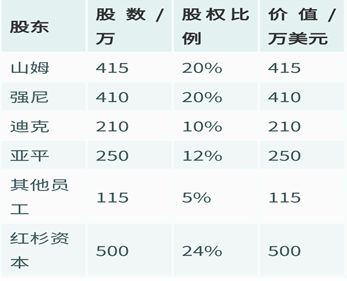 股东 股数/万 股权比例 价值/万美元
山姆 415 20% 415
强尼 410 20% 410
迪克 210 10% 210
亚平 250 12% 250
其他员工 115 5% 115
红杉资本 500 24% 500